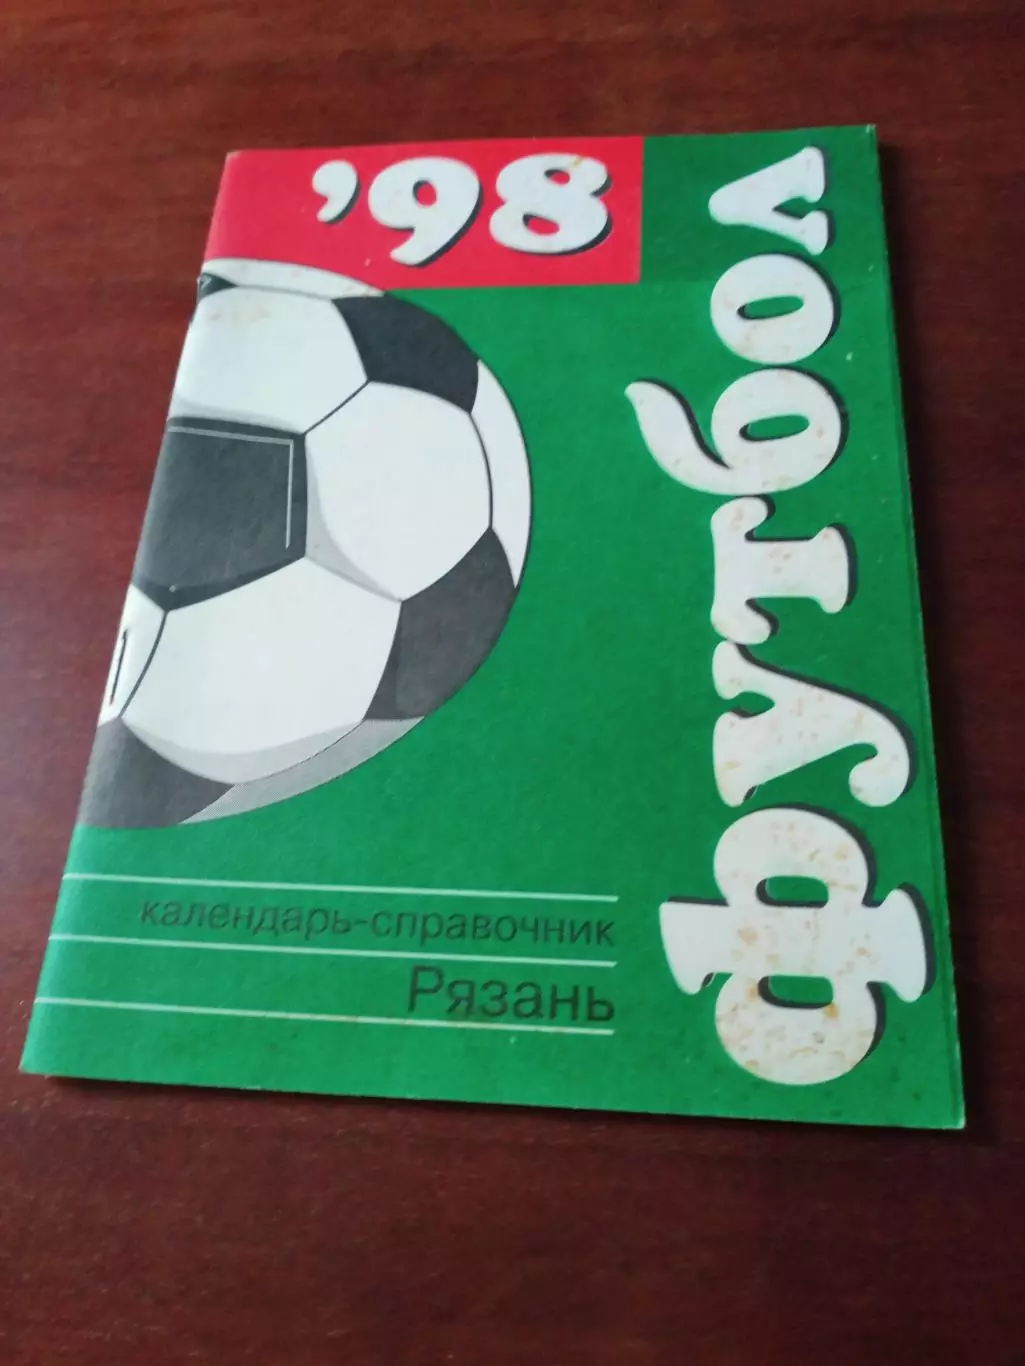 '98
футбол
календарь-справочник
Рязань